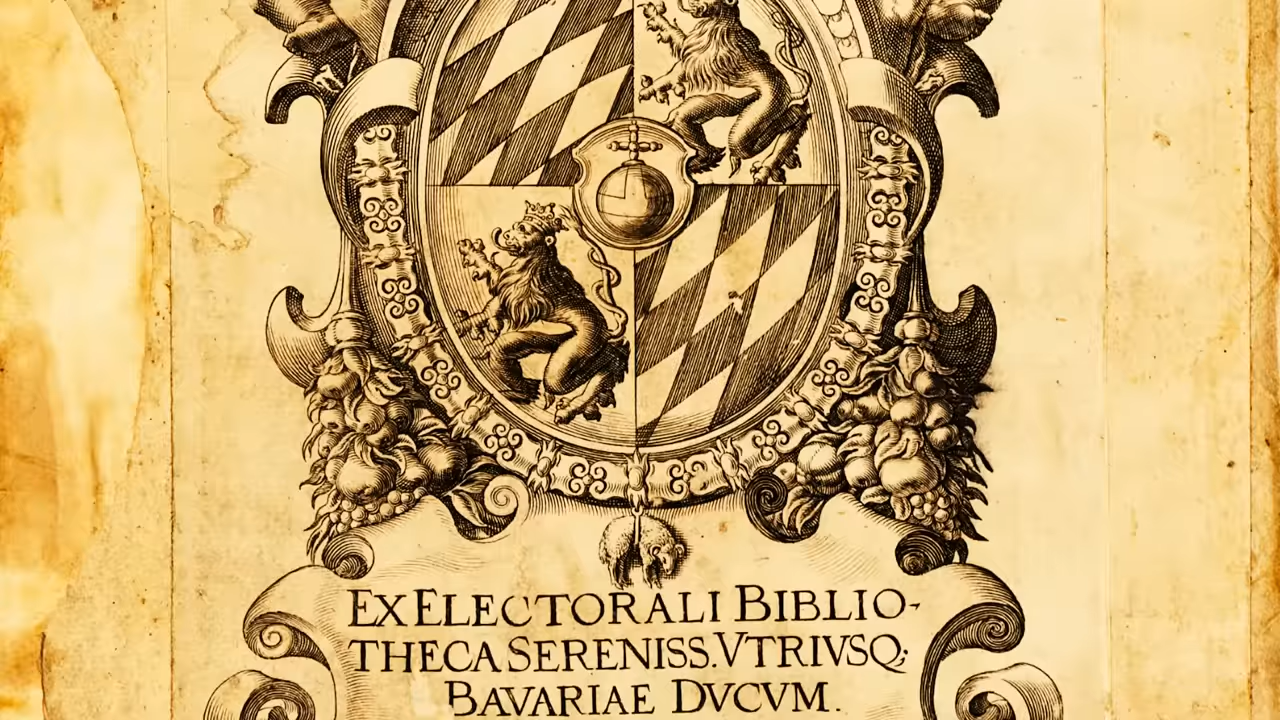 EX ELECTORALI BIBLIO-
THECA SERENISS. VTRIVSQ;
BAVARIAE DVCVM.